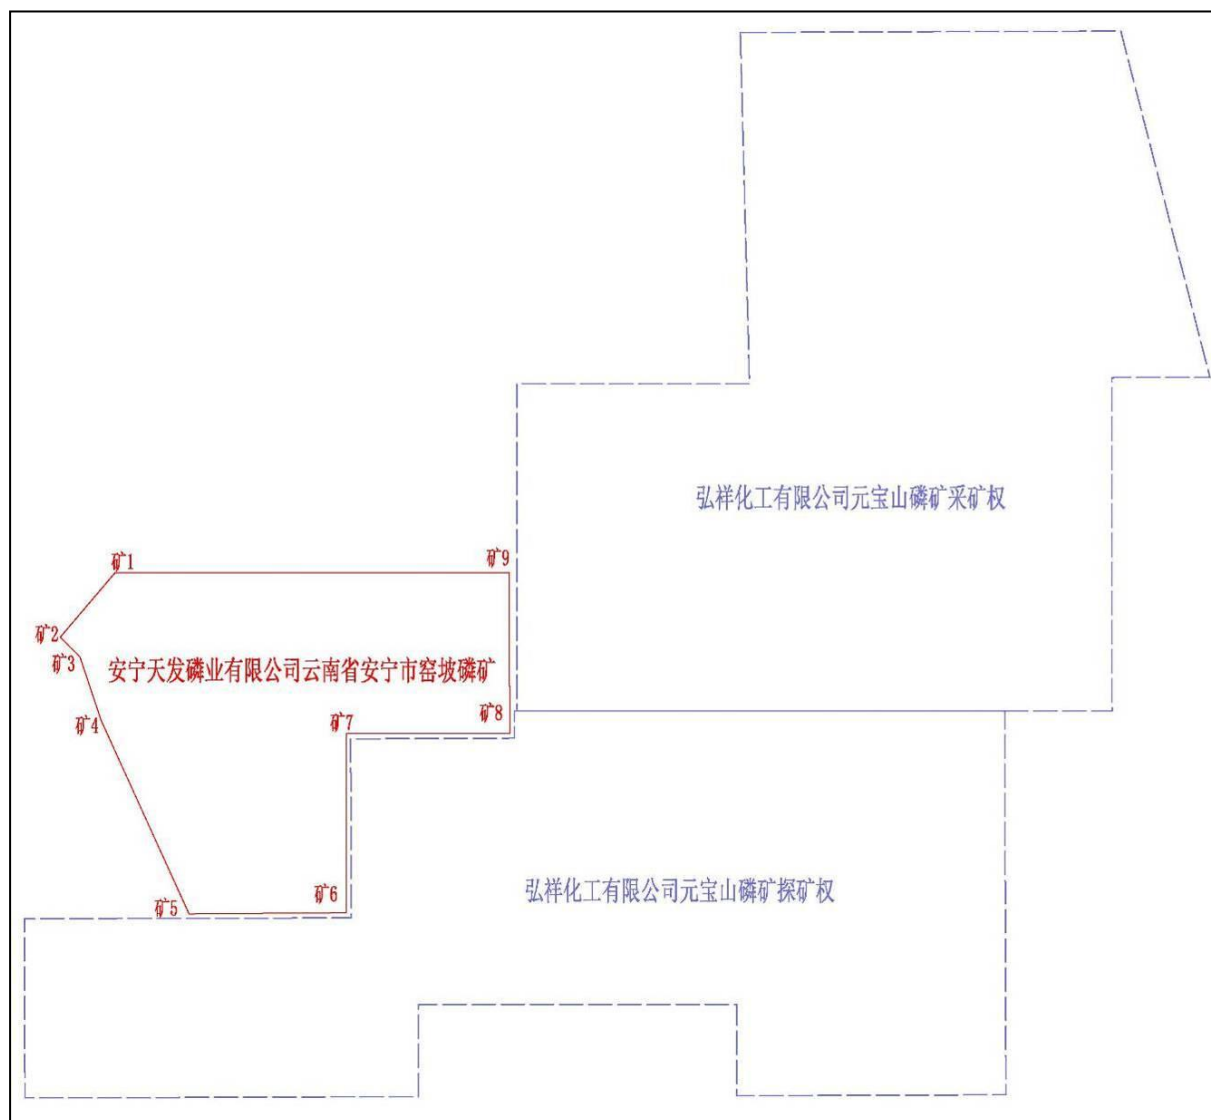 弘祥化工有限公司元宝山磷矿采矿权
矿1
矿9
矿2
矿3
安宁天发磷业有限公司云南省安宁市窑坡磷矿
矿4
矿7
矿8
弘祥化工有限公司元宝山磷矿探矿权
矿6
矿5